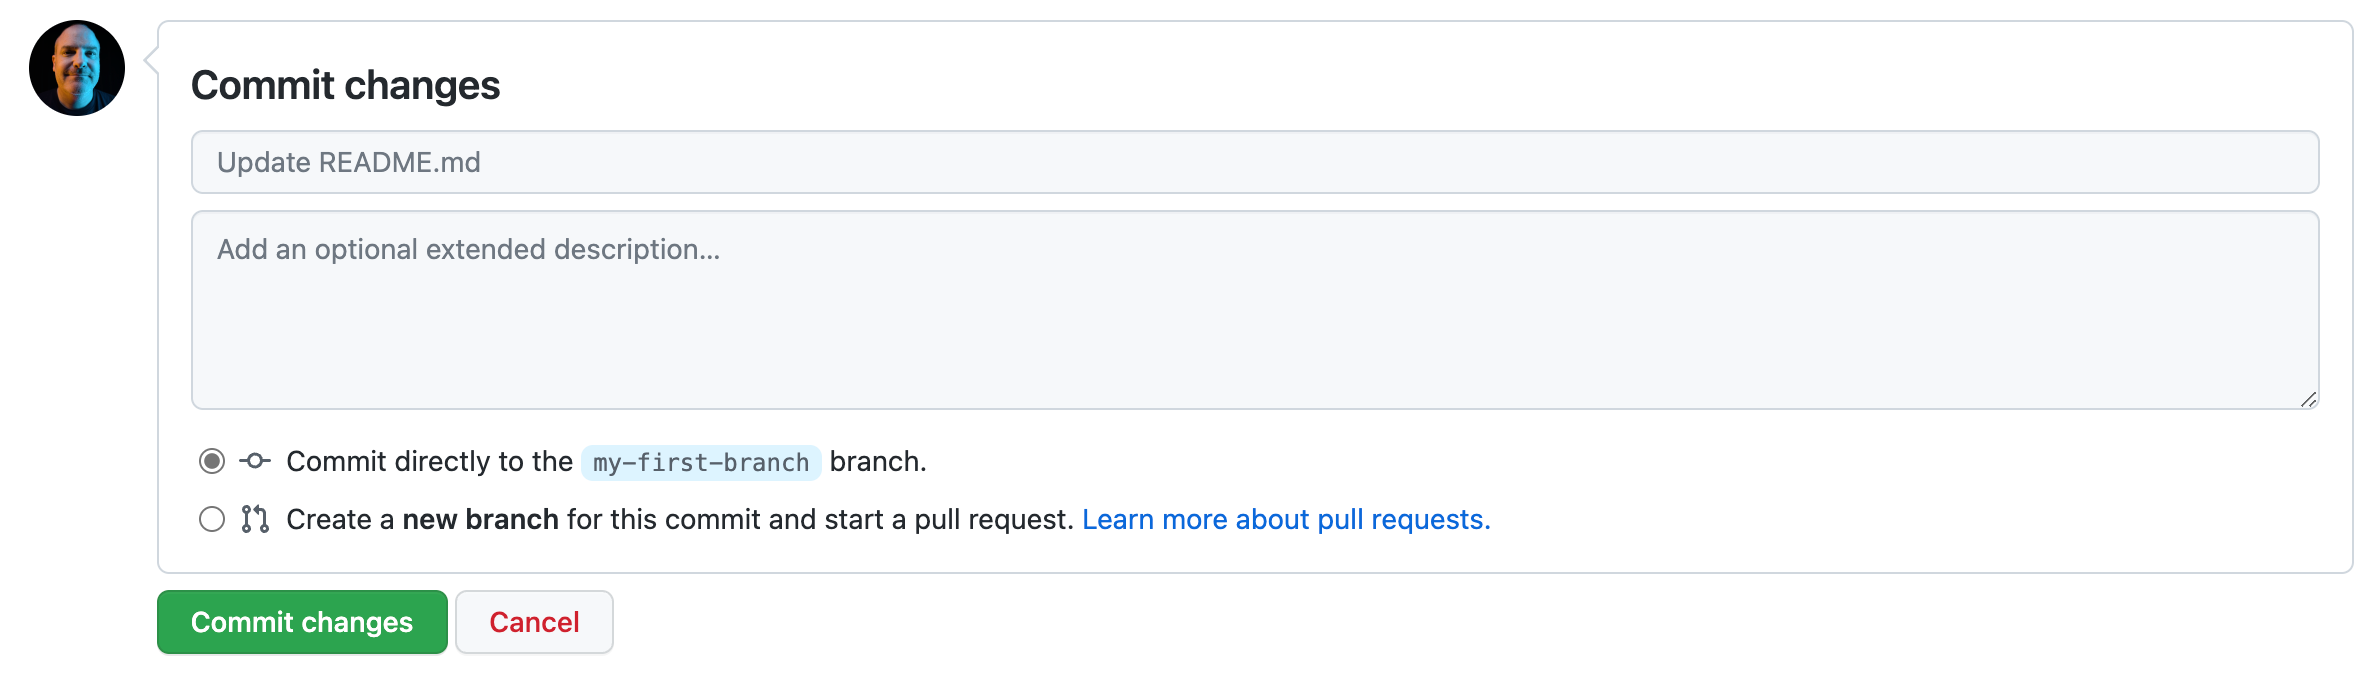 Commit changes
Update README.md
Add an optional extended description...
Commit directly to the my-first-branch branch.
Create a new branch for this commit and start a pull request. Learn more about pull requests.
Commit changes Cancel